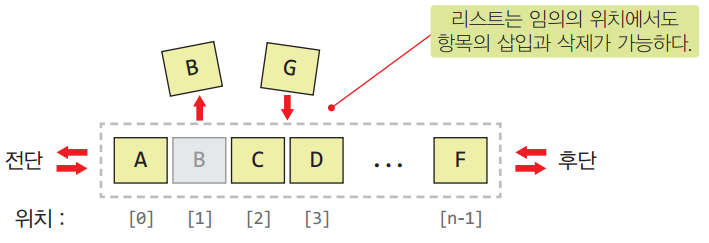 리스트는 임의의 위치에서도
항목의 삽입과 삭제가 가능하다.
B G
전단 A B C D ... F 후단
위치 : [0] [1] [2] [3] [n-1]